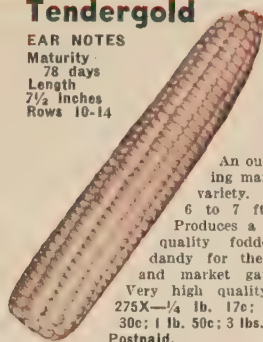 Tendergold
EAR NOTES
Maturity
78 days
Length
7½ inches
Rows 10-14
An ou
ing ma
variety.
6 to 7 f
Produces a
quality fodd
dandy for the
and market ga
Very high quality
275X—¼ lb. 17c;
30c; 1 lb. 50c; 3 lbs.
Postpaid.